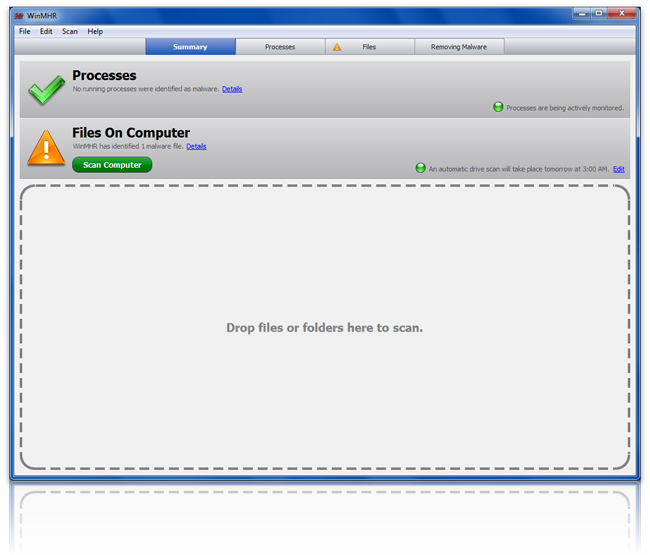 WinMHR
File Edit Scan Help
Summary Processes Files Removing Malware
Processes
No running processes were identified as malware. Details
Processes are being actively monitored.
Files On Computer
WinMHR has identified 1 malware file. Details
Scan Computer
An automatic drive scan will take place tomorrow at 3:00 AM. Edit
Drop files or folders here to scan.